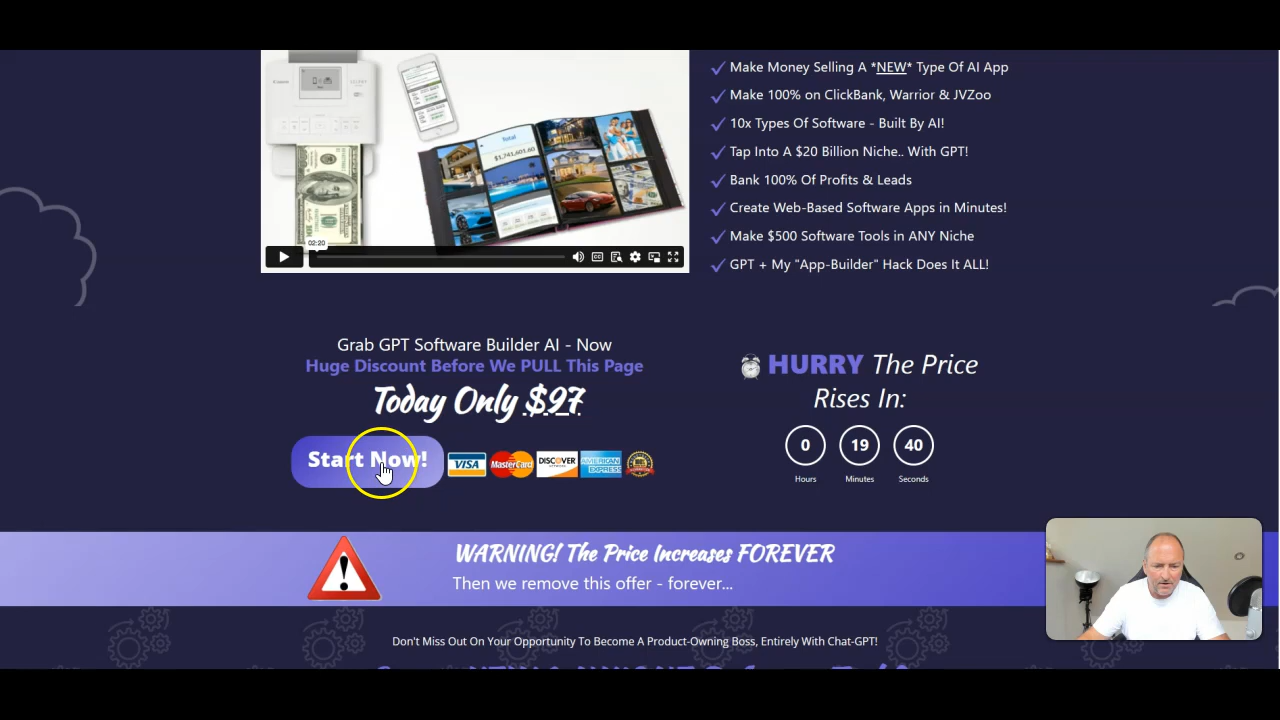 Make Money Selling A *NEW* Type Of AI App
Make 100% on ClickBank, Warrior & JVZoo
10x Types Of Software - Built By AI!
Tap Into A $20 Billion Niche.. With GPT!
Bank 100% Of Profits & Leads
Create Web-Based Software Apps in Minutes!
Make $500 Software Tools in ANY Niche
GPT + My "App-Builder" Hack Does It ALL!
Total
$1,741,601.60
02:20
CC
Grab GPT Software Builder AI - Now
Huge Discount Before We PULL This Page
Today Only $97
Start Now!
VISA
MasterCard
DISCOVER
AMERICAN EXPRESS
HURRY The Price
Rises In:
0
19
40
Hours
Minutes
Seconds
WARNING! The Price Increases FOREVER
Then we remove this offer - forever...
Don't Miss Out On Your Opportunity To Become A Product-Owning Boss, Entirely With Chat-GPT!